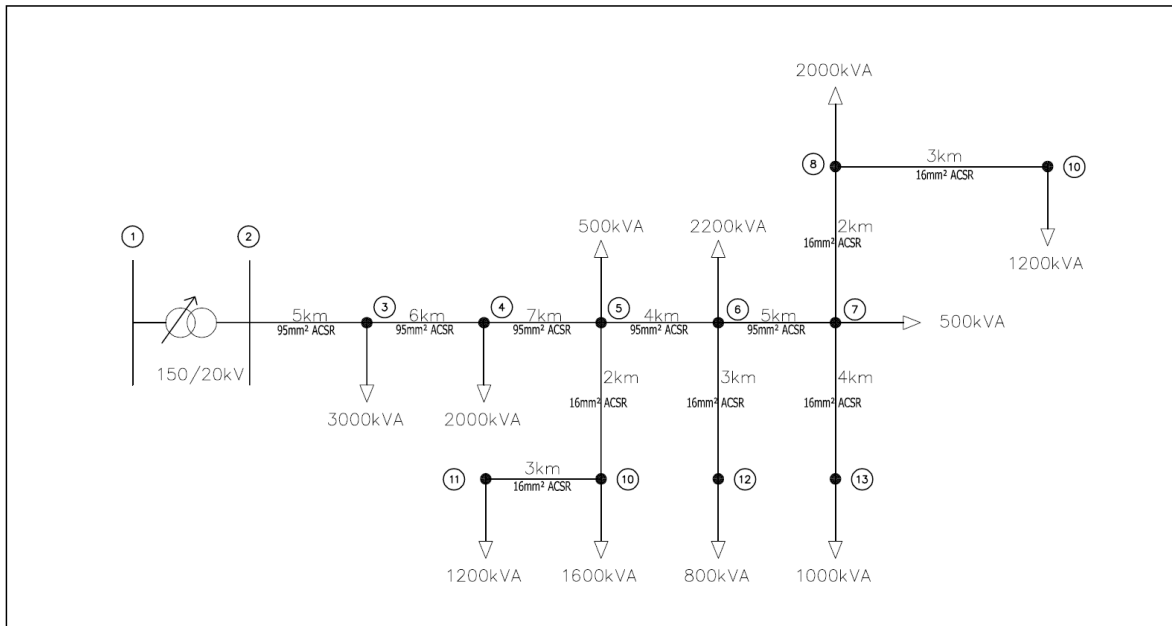 2000kVA
8
3km
16mm² ACSR
10
1
2
500kVA
2200kVA
2km
16mm² ACSR
1200kVA
5km
95mm² ACSR
3
6km
95mm² ACSR
4
7km
95mm² ACSR
5
4km
95mm² ACSR
6
5km
95mm² ACSR
7
500kVA
150/20kV
3000kVA
2000kVA
2km
16mm² ACSR
3km
16mm² ACSR
4km
16mm² ACSR
11
3km
16mm² ACSR
10
12
13
1200kVA
1600kVA
800kVA
1000kVA